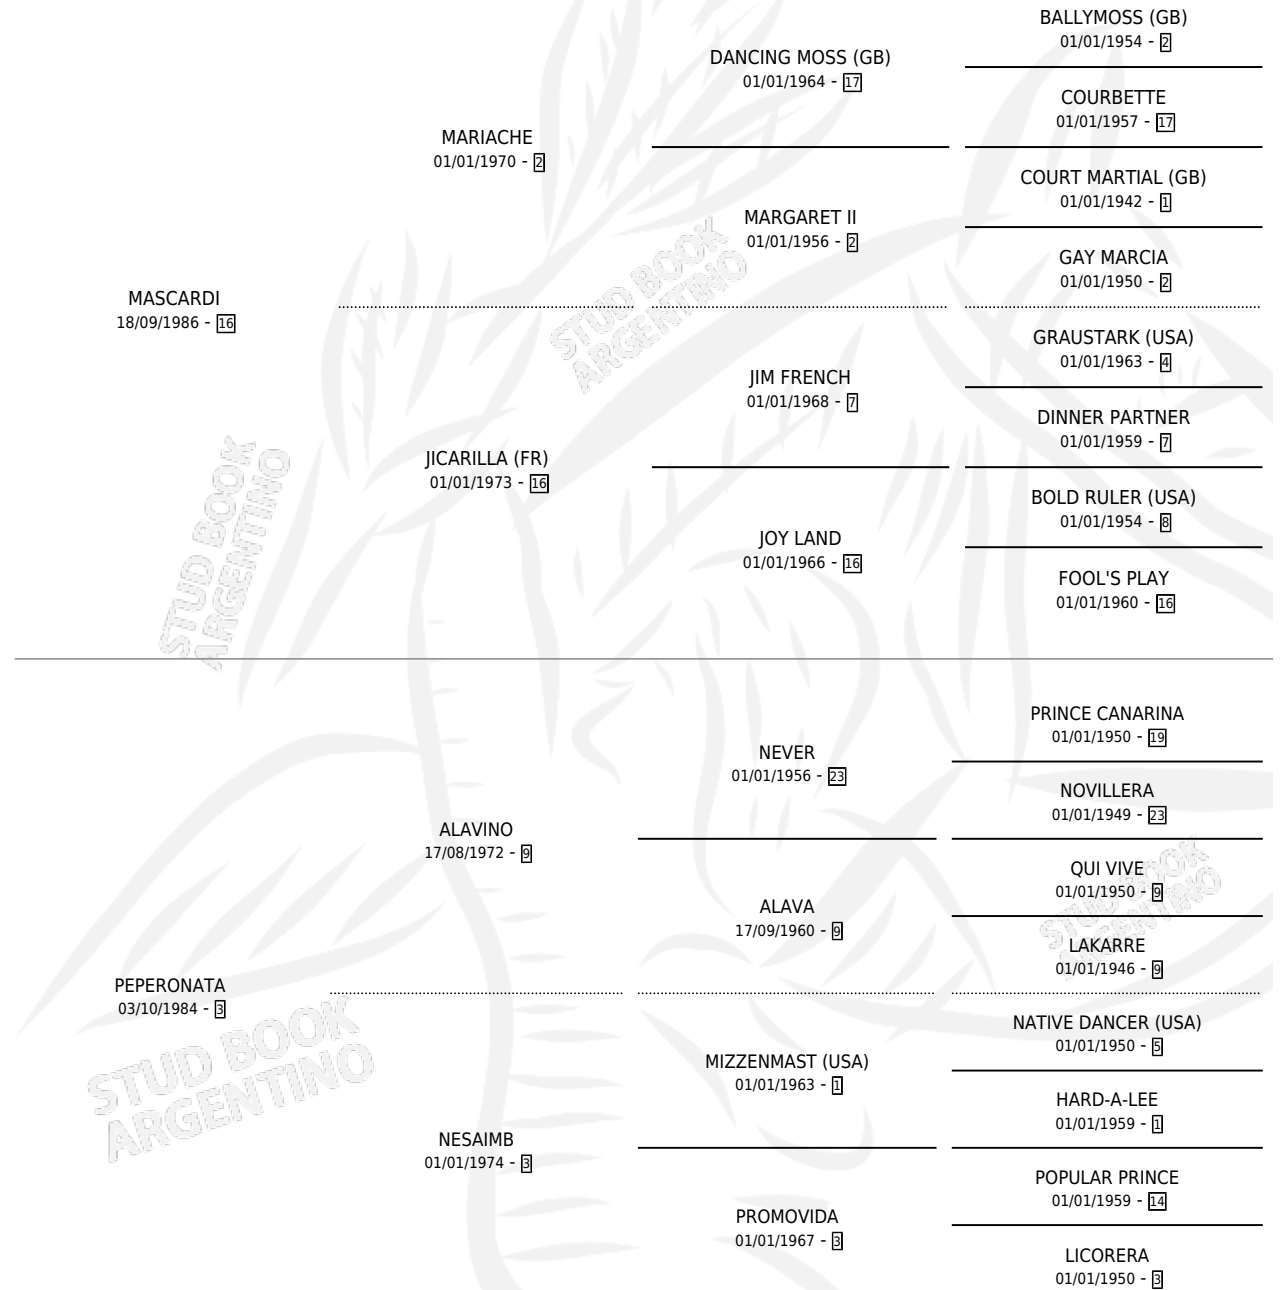 BALLYMOSS (GB)
01/01/1954 - 2
DANCING MOSS (GB)
01/01/1964 - 17
COURBETTE
01/01/1957 - 17
MARIACHE
01/01/1970 - 2
COURT MARTIAL (GB)
01/01/1942 - 1
MARGARET II
01/01/1956 - 2
GAY MARCIA
01/01/1950 - 2
MASCARDI
18/09/1986 - 16
GRAUSTARK (USA)
01/01/1963 - 4
JIM FRENCH
01/01/1968 - 7
DINNER PARTNER
01/01/1959 - 7
JICARILLA (FR)
01/01/1973 - 16
BOLD RULER (USA)
01/01/1954 - 8
JOY LAND
01/01/1966 - 16
FOOL'S PLAY
01/01/1960 - 16
PRINCE CANARINA
01/01/1950 - 19
NEVER
01/01/1956 - 23
NOVILLERA
01/01/1949 - 23
ALAVINO
17/08/1972 - 9
QUI VIVE
01/01/1950 - 9
ALAVA
17/09/1960 - 9
LAKARRE
01/01/1946 - 9
PEPERONATA
03/10/1984 - 3
NATIVE DANCER (USA)
01/01/1950 - 5
MIZZENMAST (USA)
01/01/1963 - 1
HARD-A-LEE
01/01/1959 - 1
NESAIMB
01/01/1974 - 3
POPULAR PRINCE
01/01/1959 - 14
PROMOVIDA
01/01/1967 - 3
LICORERA
01/01/1950 - 3
STUD BOOK
ARGENTINO
STUD BOOK
ARGENTINO
STUD BOOK
ARGENTINO
STUD BOOK
ARGENTINO